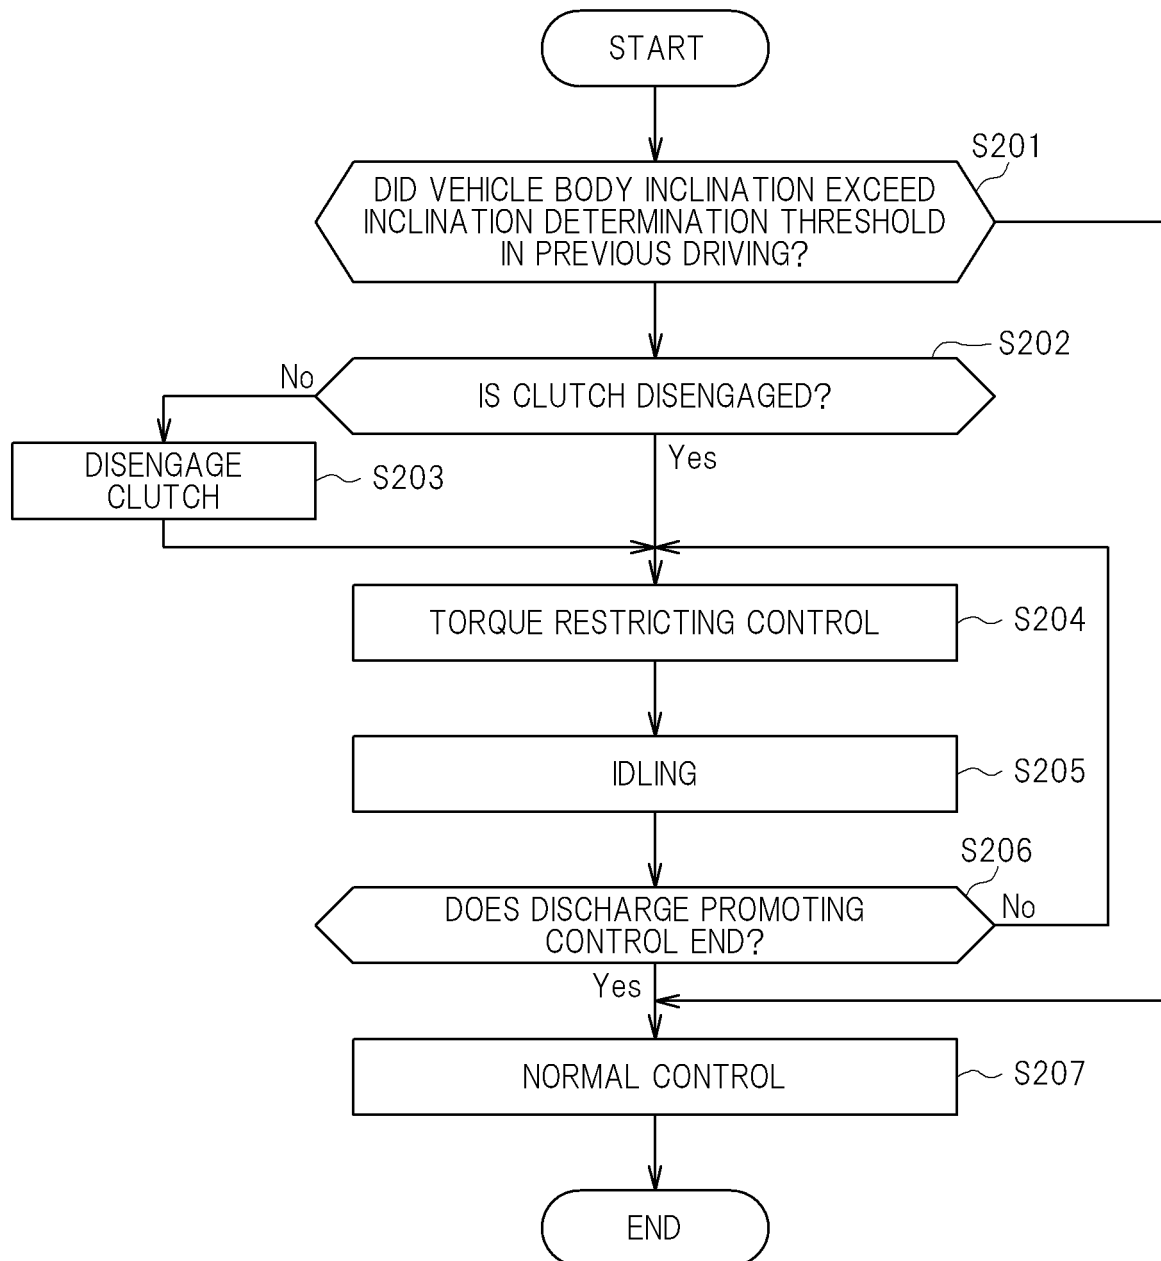 START
S201
DID VEHICLE BODY INCLINATION EXCEED
INCLINATION DETERMINATION THRESHOLD
IN PREVIOUS DRIVING?
S202
No
IS CLUTCH DISENGAGED?
Yes
DISENGAGE
CLUTCH
S203
TORQUE RESTRICTING CONTROL
S204
IDLING
S205
S206
DOES DISCHARGE PROMOTING
CONTROL END?
No
Yes
NORMAL CONTROL
S207
END